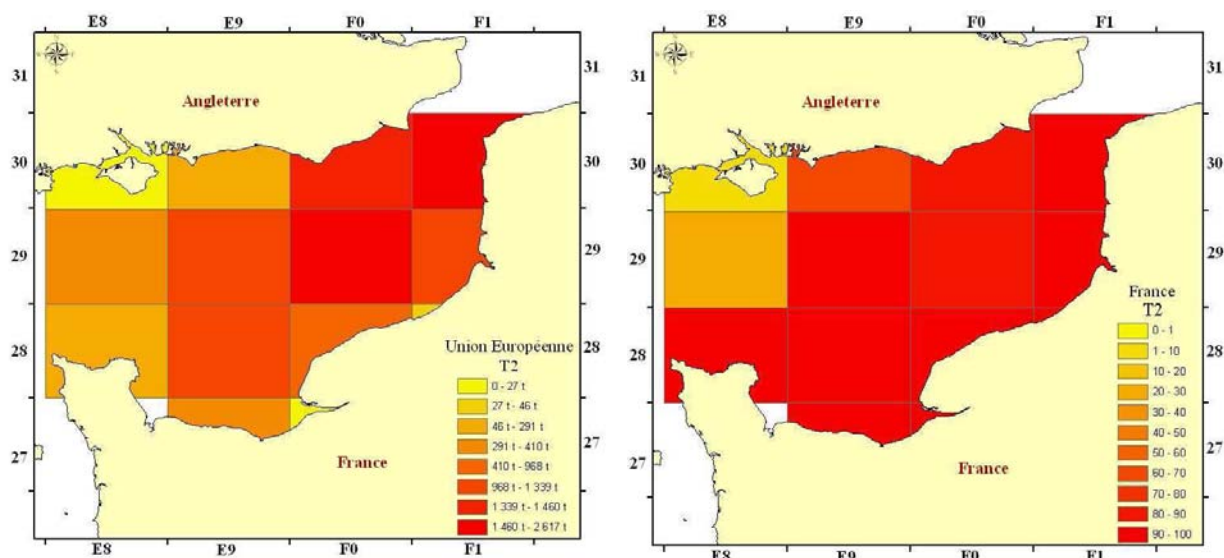 E8 E9 F0 F1
31 31
Angleterre
30 30
29 29
28 28
27 27
Union Européenne
T2
0 - 27 t
27 t - 46 t
46 t - 291 t
291 t - 410 t
410 t - 968 t
968 t - 1 339 t
1 339 t - 1 460 t
1 460 t - 2 617 t
France
E8 E9 F0 F1
E8 E9 F0 F1
31 31
Angleterre
30 30
29 29
28 28
27 27
France
T2
0 - 1
1 - 10
10 - 20
20 - 30
30 - 40
40 - 50
50 - 60
60 - 70
70 - 80
80 - 90
90 - 100
France
E8 E9 F0 F1